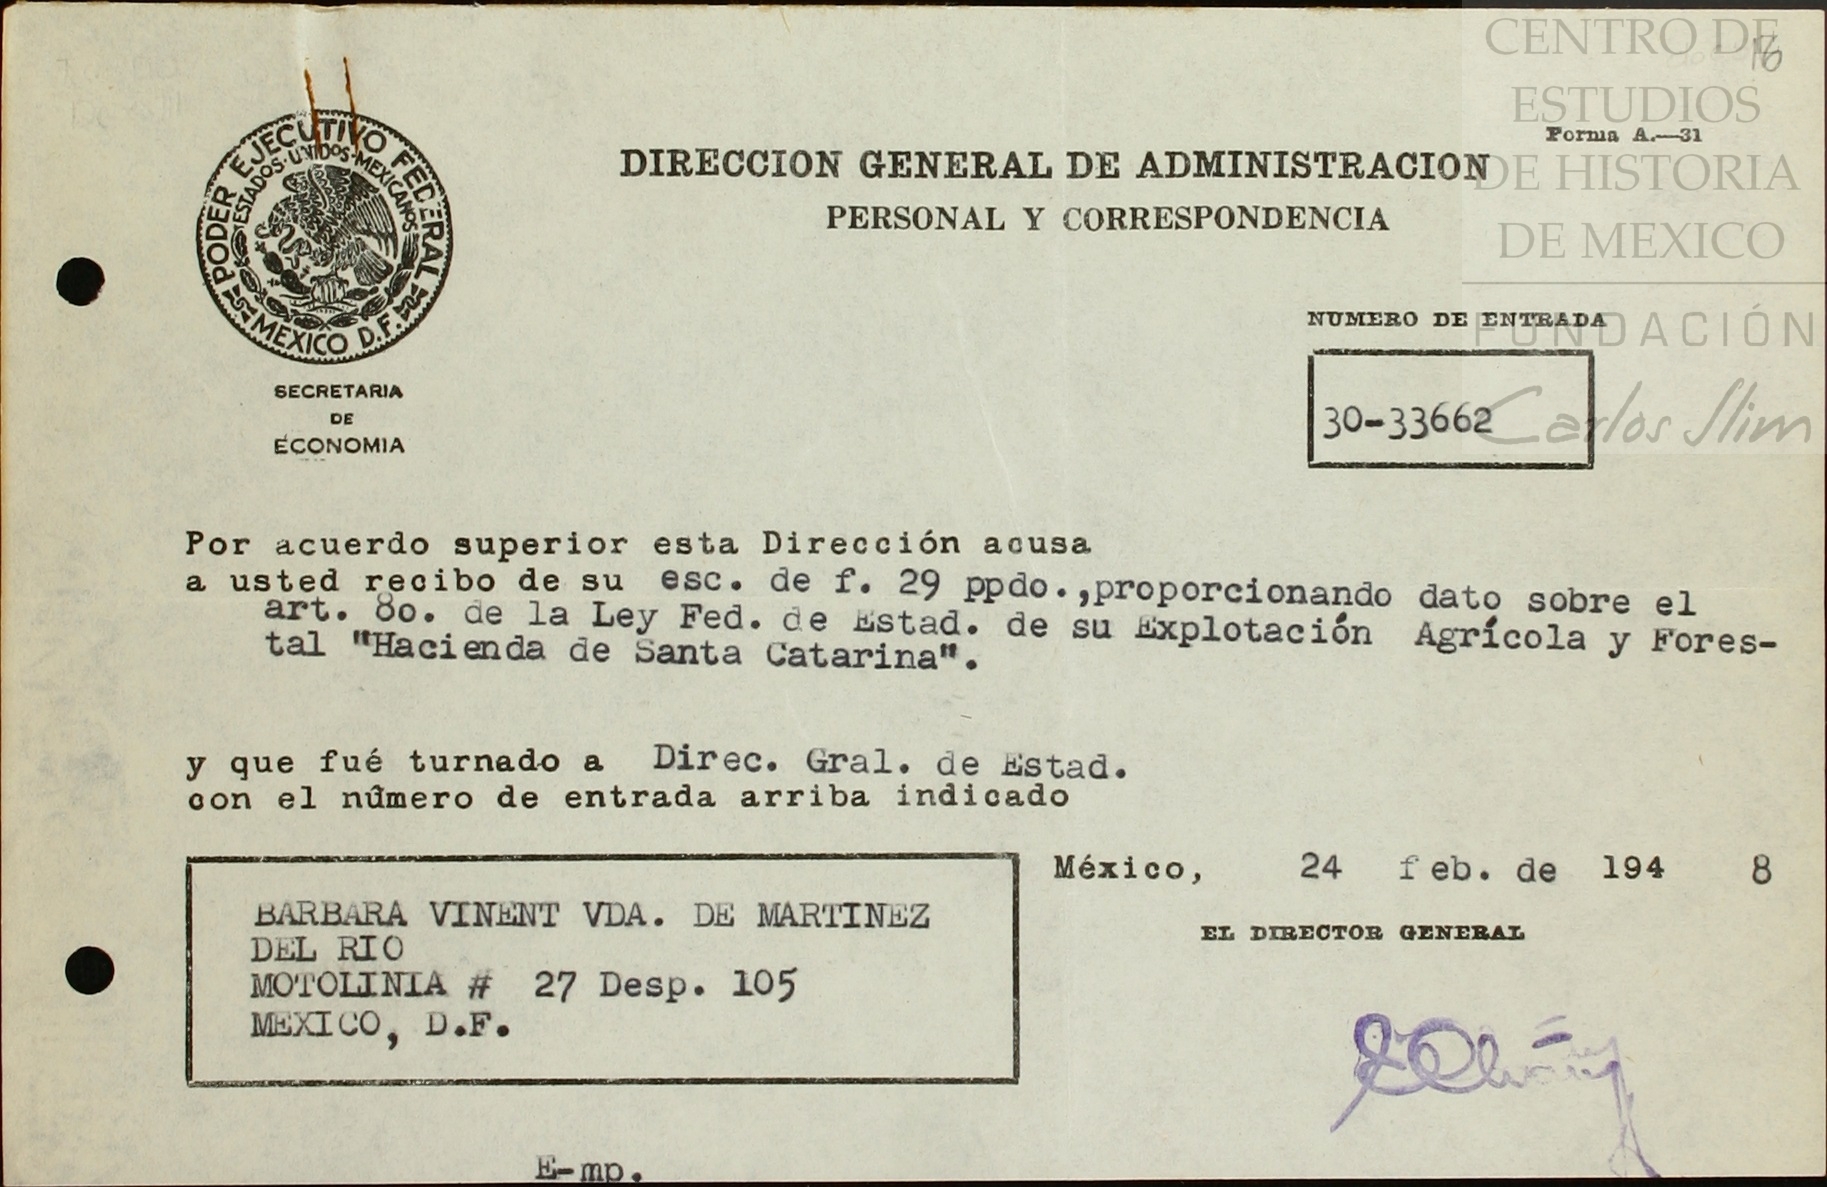 CENTRO DE
16
ESTUDIOS
Forma A.—31
DIRECCION GENERAL DE ADMINISTRACION
DE HISTORIA
PERSONAL Y CORRESPONDENCIA
DE MEXICO
PODER EJECUTIVO FEDERAL
ESTADOS·UNIDOS·MEXICANOS
MEXICO D.F.
NUMERO DE ENTRADA
FUNDACIÓN
SECRETARIA
DE
ECONOMIA
30-33662
Carlos Slim
Por acuerdo superior esta Dirección acusa
a usted recibo de su esc. de f. 29 ppdo.,proporcionando dato sobre el
art. 8o. de la Ley Fed. de Estad. de su Explotación Agrícola y Fores-
tal "Hacienda de Santa Catarina".
y que fué turnado a Direc. Gral. de Estad.
con el número de entrada arriba indicado
México, 24 feb. de 194 8
BARBARA VINENT VDA. DE MARTINEZ
DEL RIO
MOTOLINIA # 27 Desp. 105
MEXICO, D.F.
EL DIRECTOR GENERAL
E-mp.